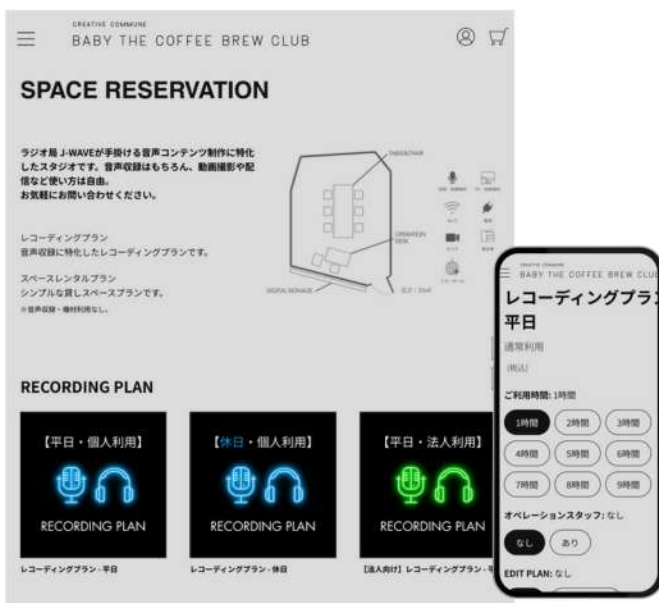 CREATIVE COMMUNE
BABY THE COFFEE BREW CLUB
SPACE RESERVATION
ラジオ局 J-WAVEが手掛ける音声コンテンツ制作に特化
したスタジオです。音声収録はもちろん、動画撮影や配
信など使い方は自由。
お気軽にお問い合わせください。
レコーディングプラン
音声収録に特化したレコーディングプランです。
スペースレンタルプラン
シンプルな貸しスペースプランです。
※音声収録・機材利用なし。
TABLE/CHAIR
OPERATION
DESK
DIGITAL SIGNAGE
Wi-Fi
RECORDING PLAN
【平日・個人利用】
RECORDING PLAN
レコーディングプラン - 平日
【休日・個人利用】
RECORDING PLAN
レコーディングプラン - 休日
【平日・法人利用】
RECORDING PLAN
【法人向け】レコーディングプラン -
CREATIVE COMMUNE
BABY THE COFFEE BREW CLU
レコーディングプラ
平日
通常利用
(税込)
ご利用時間: 1時間
1時間
2時間
3時間
4時間
5時間
6時間
7時間
8時間
9時間
オペレーションスタッフ: なし
なし
あり
EDIT PLAN: なし